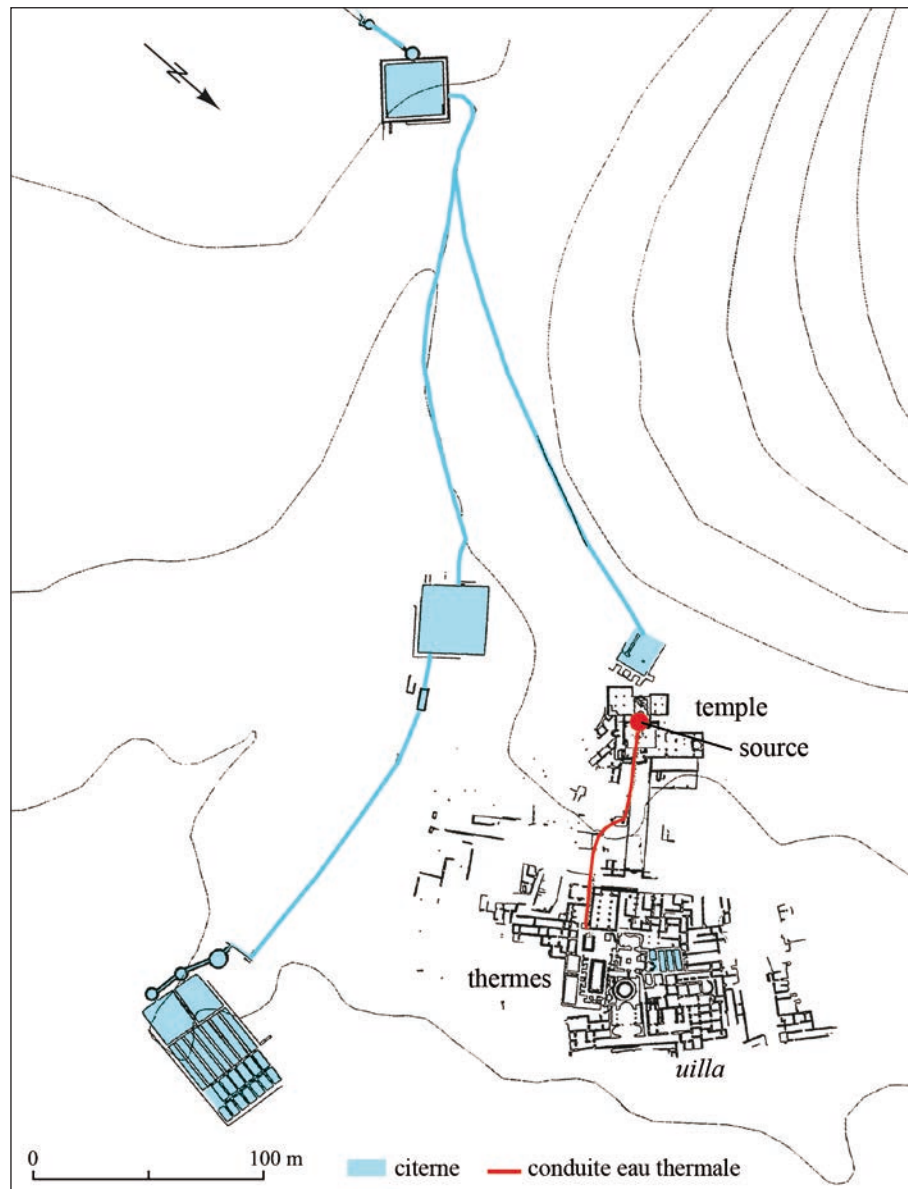 N
temple
source
thermes
uilla
0 100 m
citerne
conduite eau thermale